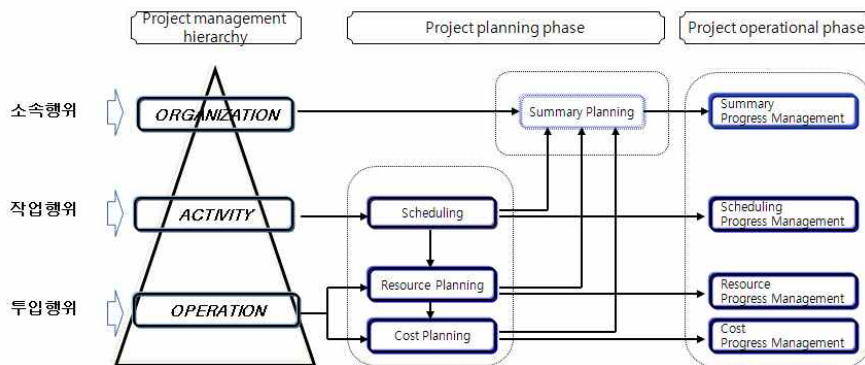 Project management
hierarchy
Project planning phase
Project operational phase
소속행위
ORGANIZATION
Summary Planning
Summary
Progress Management
작업행위
ACTIVITY
Scheduling
Scheduling
Progress Management
투입행위
OPERATION
Resource Planning
Resource
Progress Management
Cost Planning
Cost
Progress Management